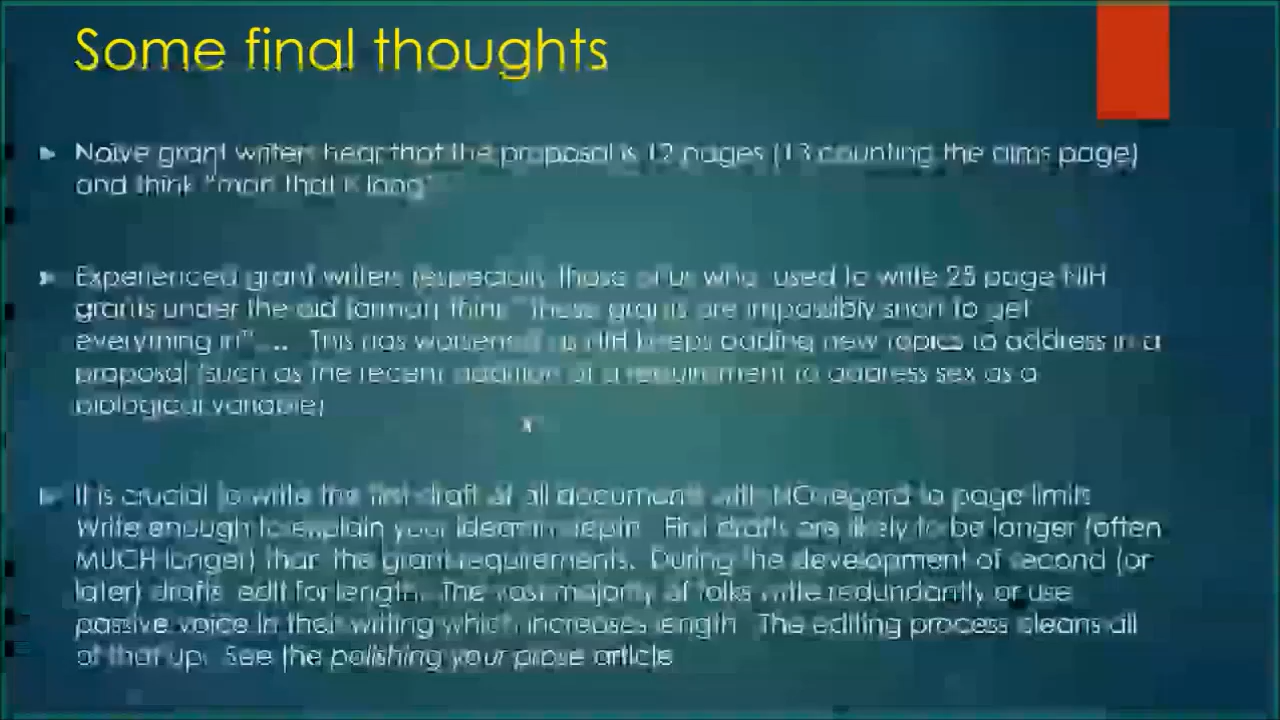 Some final thoughts
Naïve grant writers hear that the proposal is 12 pages (13 counting the aims page)
and think "man that is long"
Experienced grant writers (especially those of us who used to write 25 page NIH
grants under the old format) think "these grants are impossibly short to get
everything in".... This has worsened as NIH keeps adding new topics to address in a
proposal (such as the recent addition of a requirement to address sex as a
biological variable)
It is crucial to write the first draft of all documents with NO regard to page limits
Write enough to explain your ideas in depth. First drafts are likely to be longer (often
MUCH longer) than the grant requirements. During the development of second (or
later) drafts, edit for length. The vast majority of folks write redundantly or use
passive voice in their writing which increases length. The editing process cleans all
of that up. See the polishing your prose article